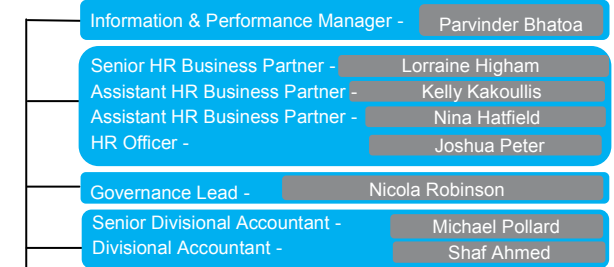 Information & Performance Manager - Parvinder Bhatoa
Senior HR Business Partner - Lorraine Higham
Assistant HR Business Partner - Kelly Kakoullis
Assistant HR Business Partner - Nina Hatfield
HR Officer - Joshua Peter
Governance Lead - Nicola Robinson
Senior Divisional Accountant - Michael Pollard
Divisional Accountant - Shaf Ahmed